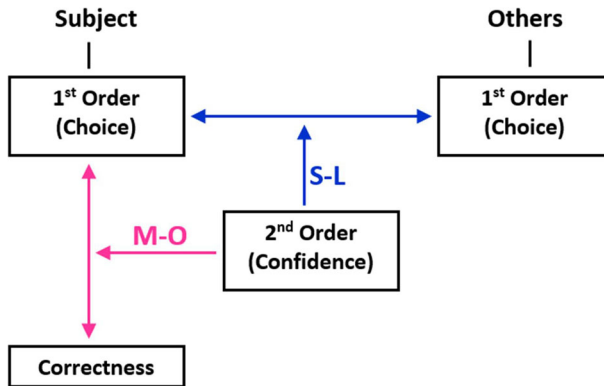 Subject
Others
1st Order
(Choice)
1st Order
(Choice)
S-L
M-O
2nd Order
(Confidence)
Correctness